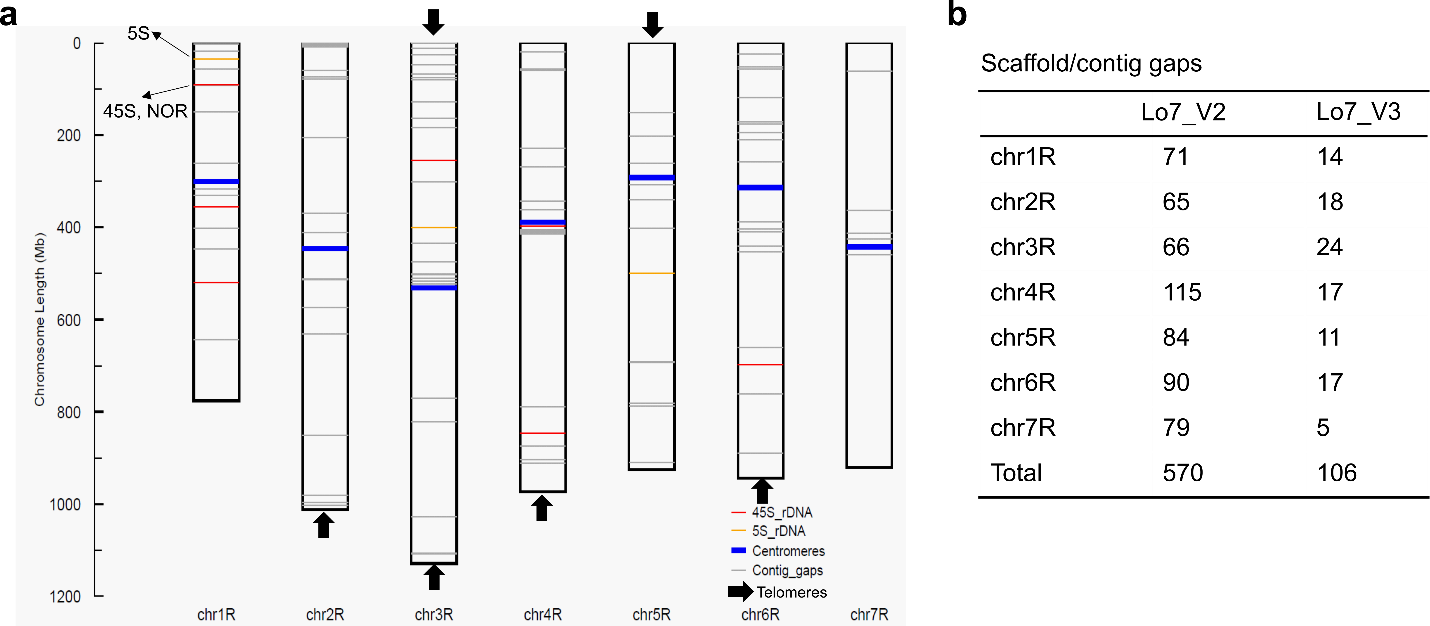 a
5S
45S, NOR
Chromosome Length (Mb)
0
200
400
600
800
1000
1200
chr1R
chr2R
chr3R
chr4R
chr5R
chr6R
chr7R
45S_rDNA
5S_rDNA
Centromeres
Contig_gaps
Telomeres
b
Scaffold/contig gaps
Lo7_V2 Lo7_V3
chr1R 71 14
chr2R 65 18
chr3R 66 24
chr4R 115 17
chr5R 84 11
chr6R 90 17
chr7R 79 5
Total 570 106